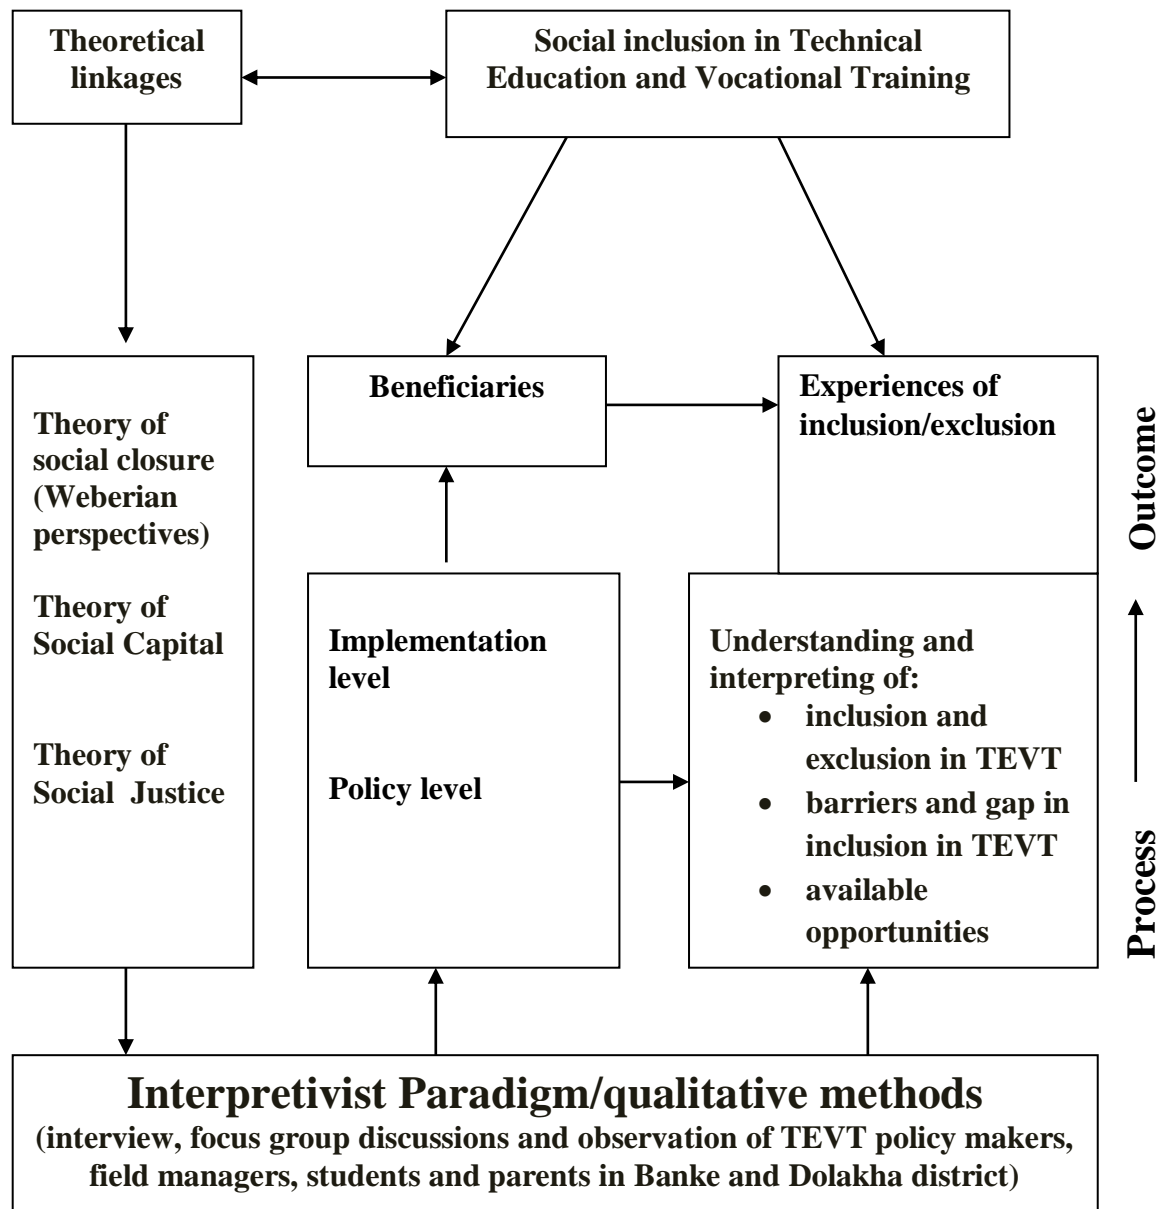 Theoretical
linkages
Social inclusion in Technical
Education and Vocational Training
Theory of
social closure
(Weberian
perspectives)
Theory of
Social Capital
Theory of
Social Justice
Beneficiaries
Experiences of
inclusion/exclusion
Implementation
level
Policy level
Understanding and
interpreting of:
• inclusion and
exclusion in TEVT
• barriers and gap in
inclusion in TEVT
• available
opportunities
Outcome
Process
Interpretivist Paradigm/qualitative methods
(interview, focus group discussions and observation of TEVT policy makers,
field managers, students and parents in Banke and Dolakha district)